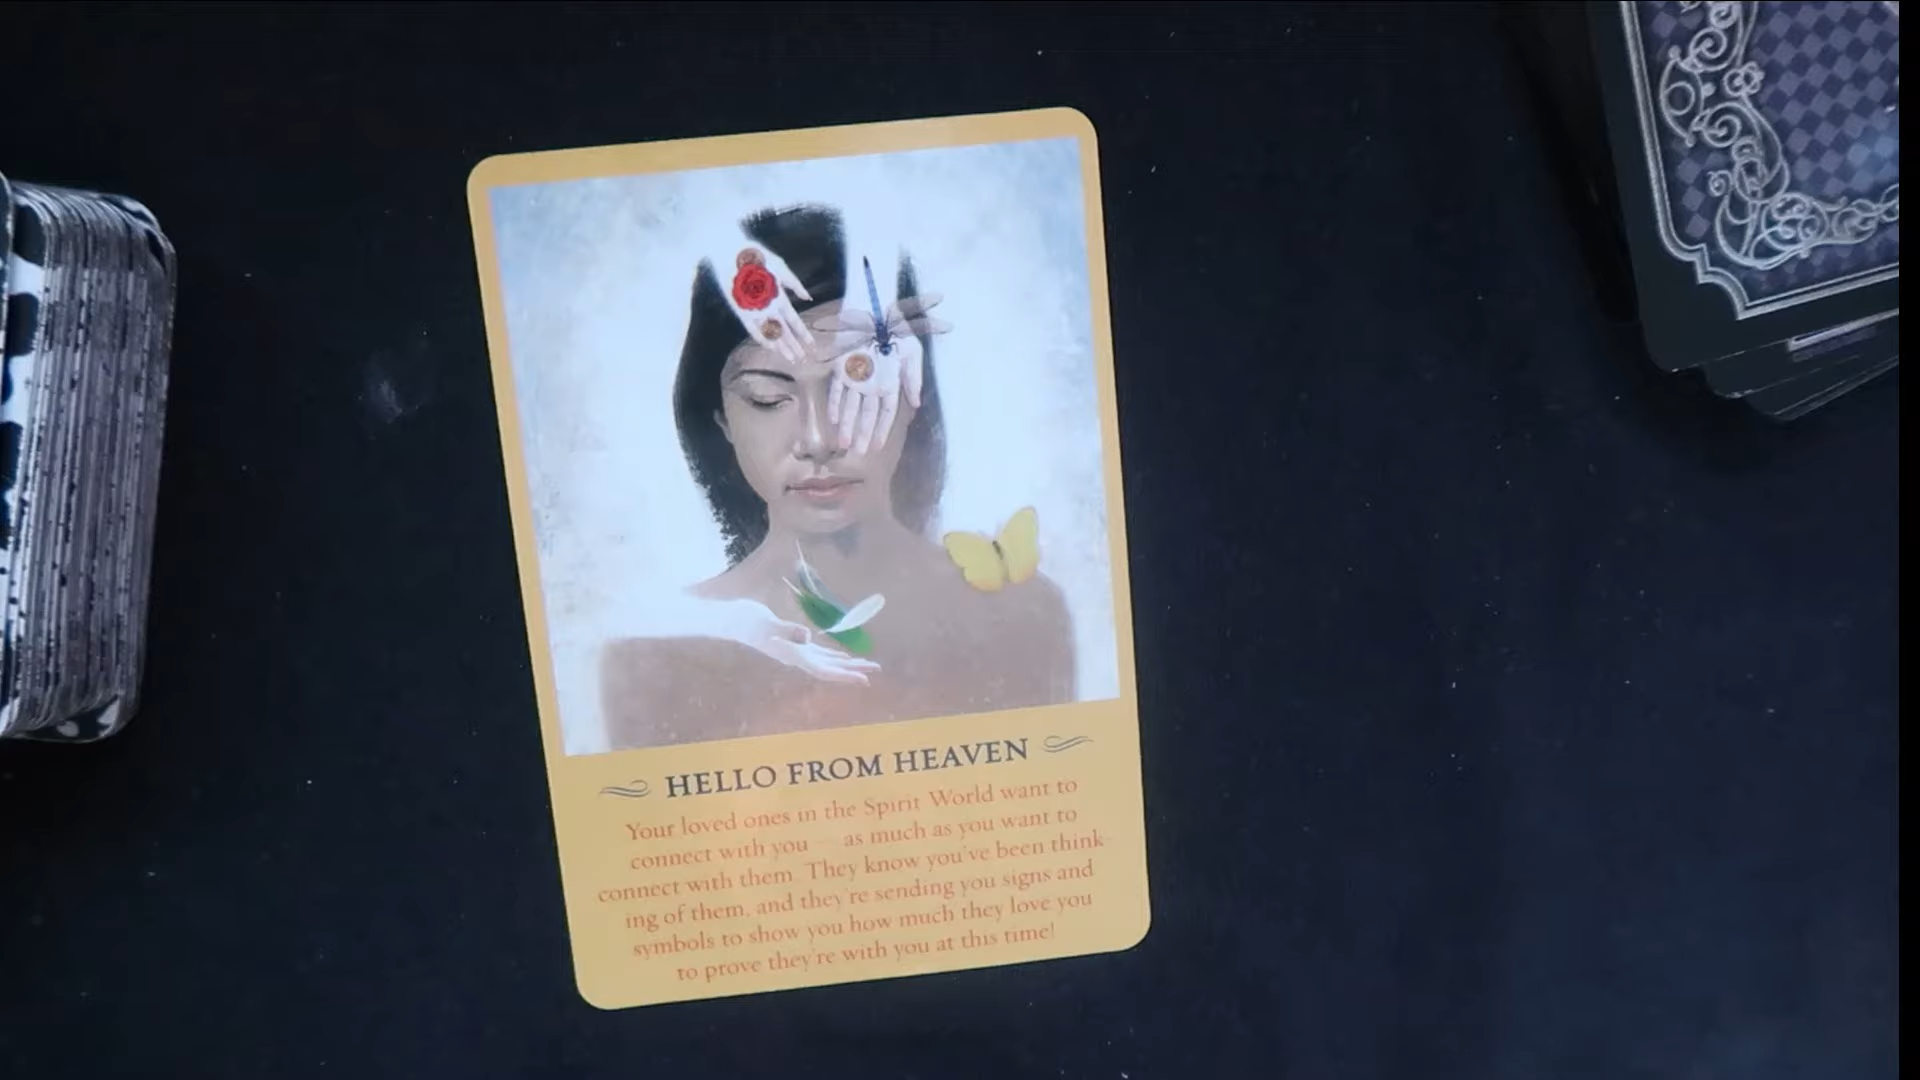 HELLO FROM HEAVEN
Your loved ones in the Spirit World want to
connect with you — as much as you want to
connect with them. They know you've been think-
ing of them, and they're sending you signs and
symbols to show you how much they love you
to prove they're with you at this time!